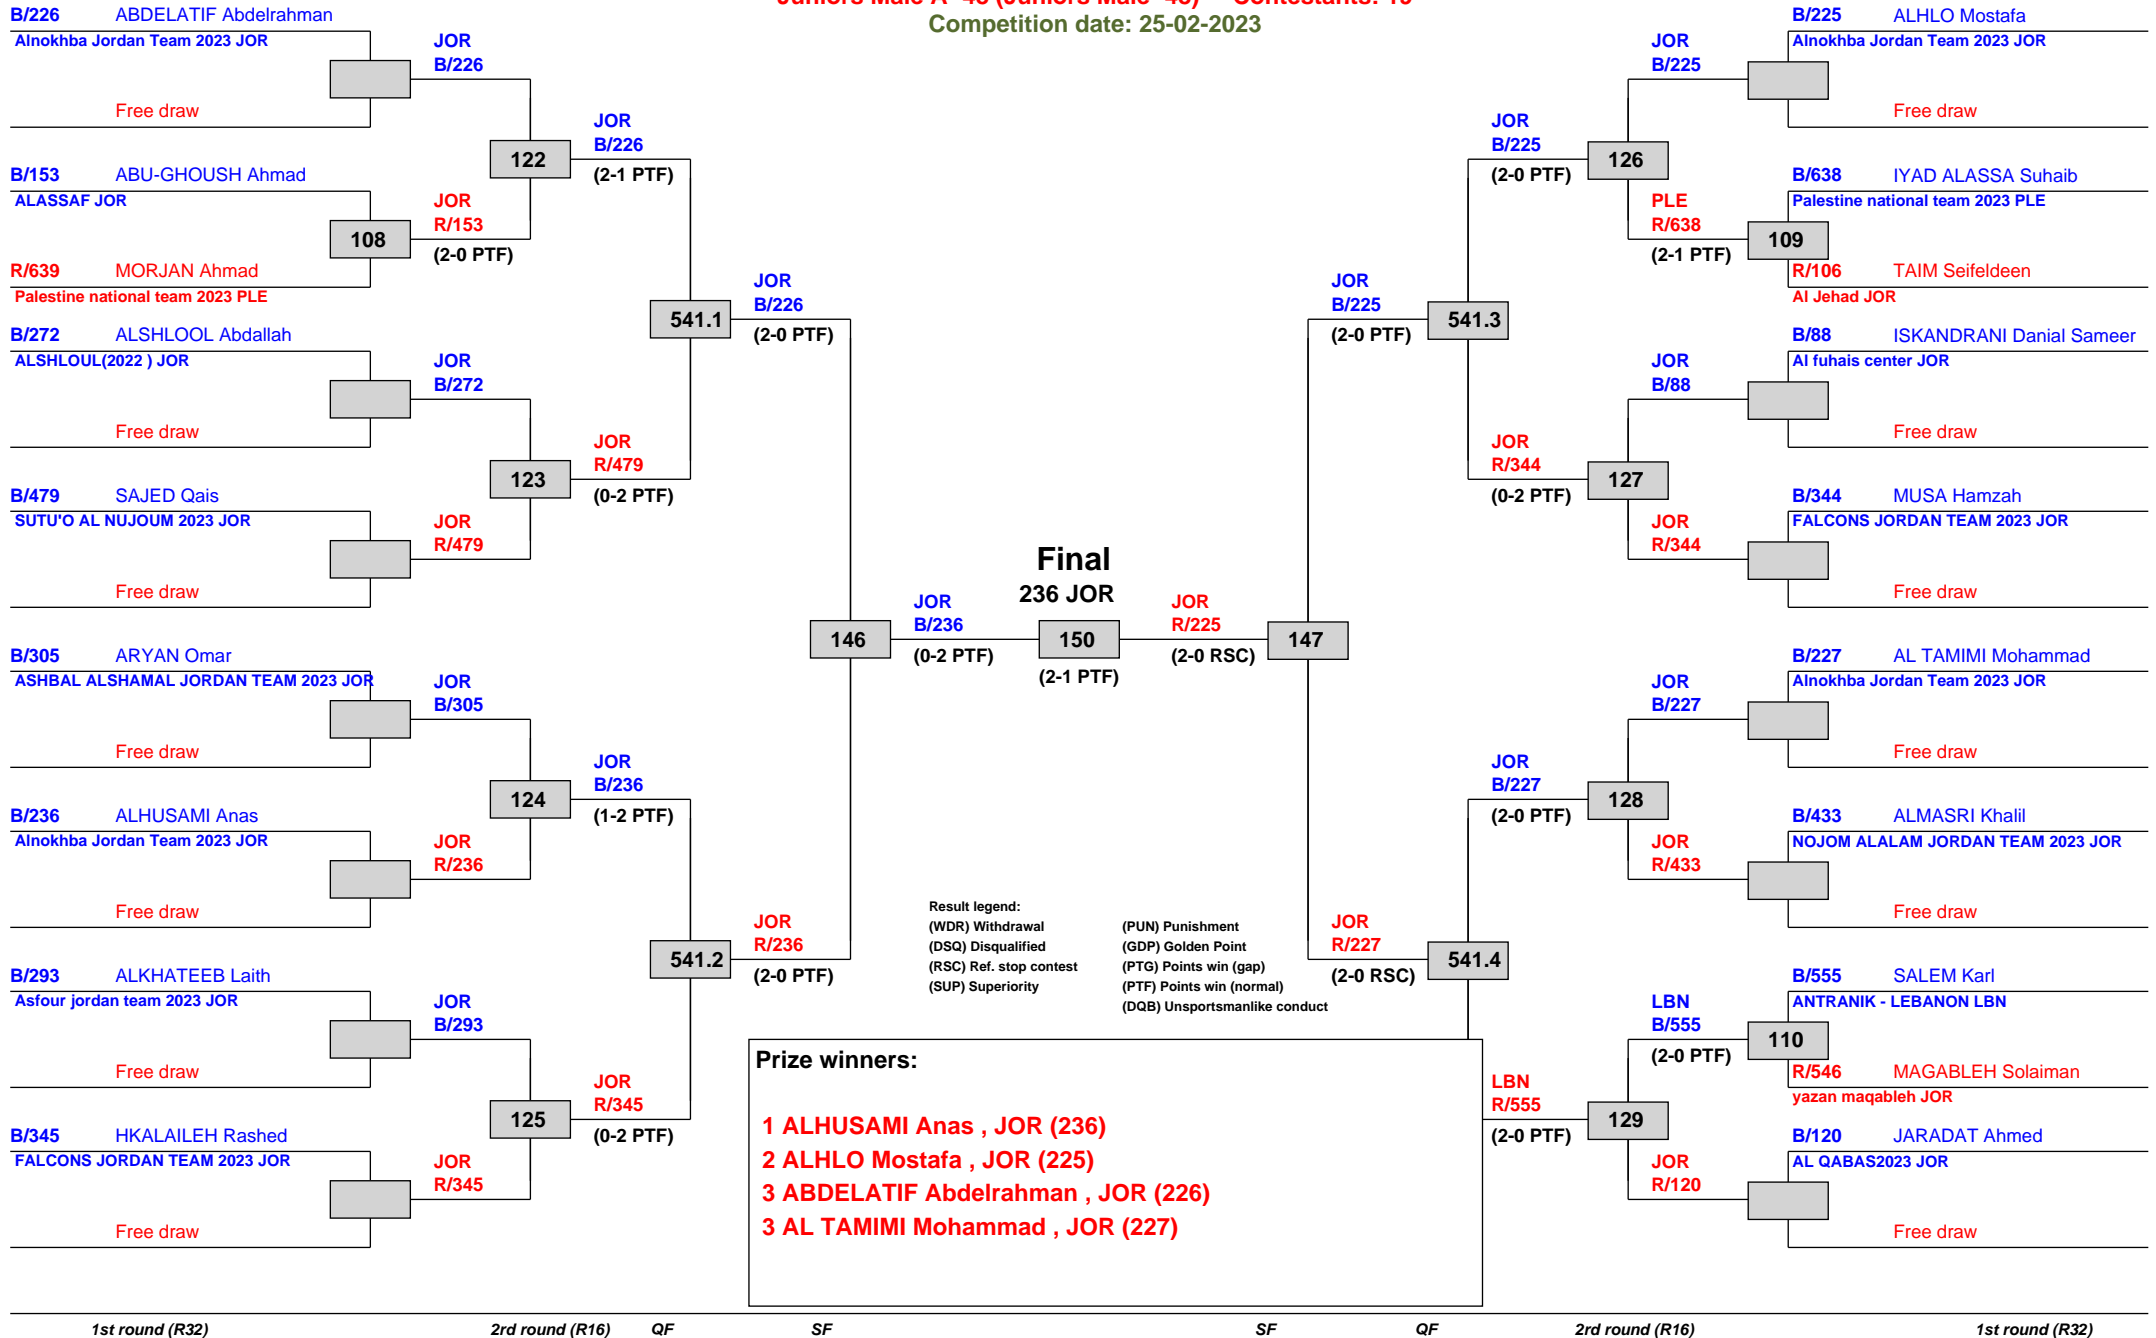 Juniors Male A -48 (Juniors Male -48)    Contestants: 19
Competition date: 25-02-2023
B/226 ABDELATIF Abdelrahman
Alnokhba Jordan Team 2023 JOR
Free draw
B/153 ABU-GHOUSH Ahmad
ALASSAF JOR
108
R/639 MORJAN Ahmad
Palestine national team 2023 PLE
B/272 ALSHLOOL Abdallah
ALSHLOUL(2022 ) JOR
Free draw
B/479 SAJED Qais
SUTU'O AL NUJOUM 2023 JOR
Free draw
B/305 ARYAN Omar
ASHBAL ALSHAMAL JORDAN TEAM 2023 JOR
Free draw
B/236 ALHUSAMI Anas
Alnokhba Jordan Team 2023 JOR
Free draw
B/293 ALKHATEEB Laith
Asfour jordan team 2023 JOR
Free draw
B/345 HKALAILEH Rashed
FALCONS JORDAN TEAM 2023 JOR
Free draw
JOR
B/226
122
JOR
R/153
(2-0 PTF)
JOR
B/272
123
JOR
R/479
JOR
B/305
124
JOR
R/236
JOR
B/293
125
JOR
R/345
JOR
B/226
(2-1 PTF)
541.1
JOR
R/479
(0-2 PTF)
JOR
B/236
(1-2 PTF)
541.2
JOR
R/345
(0-2 PTF)
JOR
B/226
(2-0 PTF)
146
JOR
R/236
(2-0 PTF)
JOR
B/236
(0-2 PTF)
Final
236 JOR
150
(2-1 PTF)
JOR
R/225
(2-0 RSC)
147
JOR
B/225
(2-0 PTF)
JOR
R/227
(2-0 RSC)
541.3
541.4
JOR
B/225
(2-0 PTF)
JOR
R/344
(0-2 PTF)
JOR
B/227
(2-0 PTF)
LBN
R/555
(2-0 PTF)
126
127
128
129
JOR
B/225
PLE
R/638
(2-1 PTF)
JOR
B/88
JOR
R/344
JOR
B/227
JOR
R/433
LBN
B/555
(2-0 PTF)
JOR
R/120
B/225 ALHLO Mostafa
Alnokhba Jordan Team 2023 JOR
Free draw
B/638 IYAD ALASSA Suhaib
Palestine national team 2023 PLE
109
R/106 TAIM Seifeldeen
Al Jehad JOR
B/88 ISKANDRANI Danial Sameer
Al fuhais center JOR
Free draw
B/344 MUSA Hamzah
FALCONS JORDAN TEAM 2023 JOR
Free draw
B/227 AL TAMIMI Mohammad
Alnokhba Jordan Team 2023 JOR
Free draw
B/433 ALMASRI Khalil
NOJOM ALALAM JORDAN TEAM 2023 JOR
Free draw
B/555 SALEM Karl
ANTRANIK - LEBANON LBN
110
R/546 MAGABLEH Solaiman
yazan maqableh JOR
B/120 JARADAT Ahmed
AL QABAS2023 JOR
Free draw
Result legend:
(WDR) Withdrawal
(DSQ) Disqualified
(RSC) Ref. stop contest
(SUP) Superiority
(PUN) Punishment
(GDP) Golden Point
(PTG) Points win (gap)
(PTF) Points win (normal)
(DQB) Unsportsmanlike conduct
Prize winners:
1 ALHUSAMI Anas , JOR (236)
2 ALHLO Mostafa , JOR (225)
3 ABDELATIF Abdelrahman , JOR (226)
3 AL TAMIMI Mohammad , JOR (227)
1st round (R32) 2rd round (R16) QF SF SF QF 2rd round (R16) 1st round (R32)